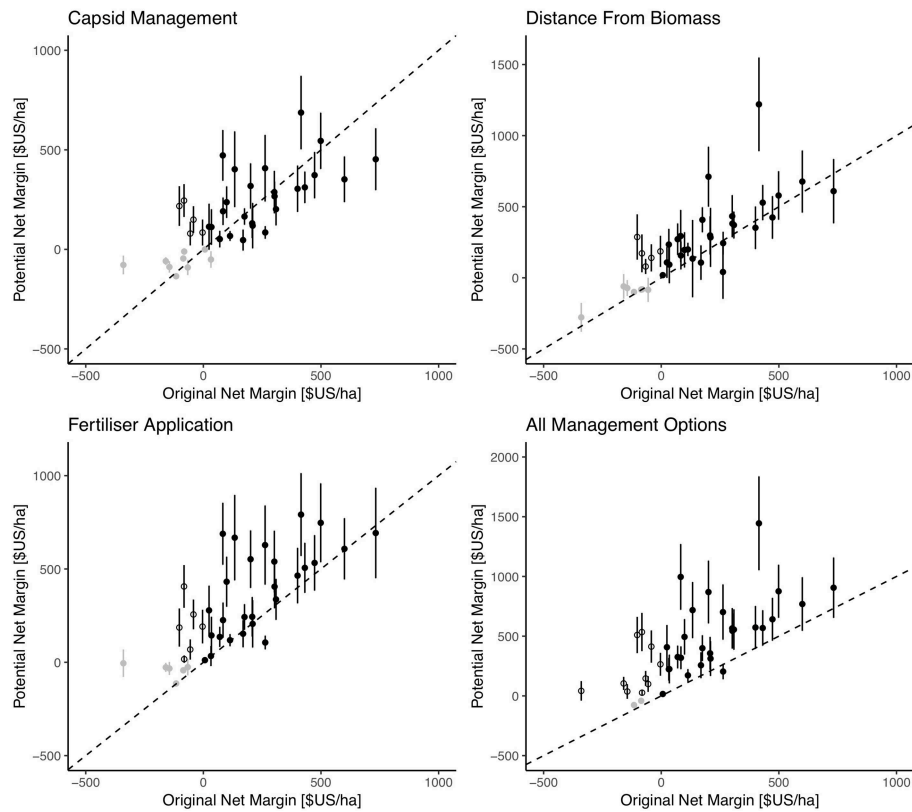 Capsid Management
Potential Net Margin [$US/ha]
1000
500
0
−500
−500 0 500 1000
Original Net Margin [$US/ha]
Distance From Biomass
Potential Net Margin [$US/ha]
1500
1000
500
0
−500
−500 0 500 1000
Original Net Margin [$US/ha]
Fertiliser Application
Potential Net Margin [$US/ha]
1000
500
0
−500
−500 0 500 1000
Original Net Margin [$US/ha]
All Management Options
Potential Net Margin [$US/ha]
2000
1500
1000
500
0
−500
−500 0 500 1000
Original Net Margin [$US/ha]